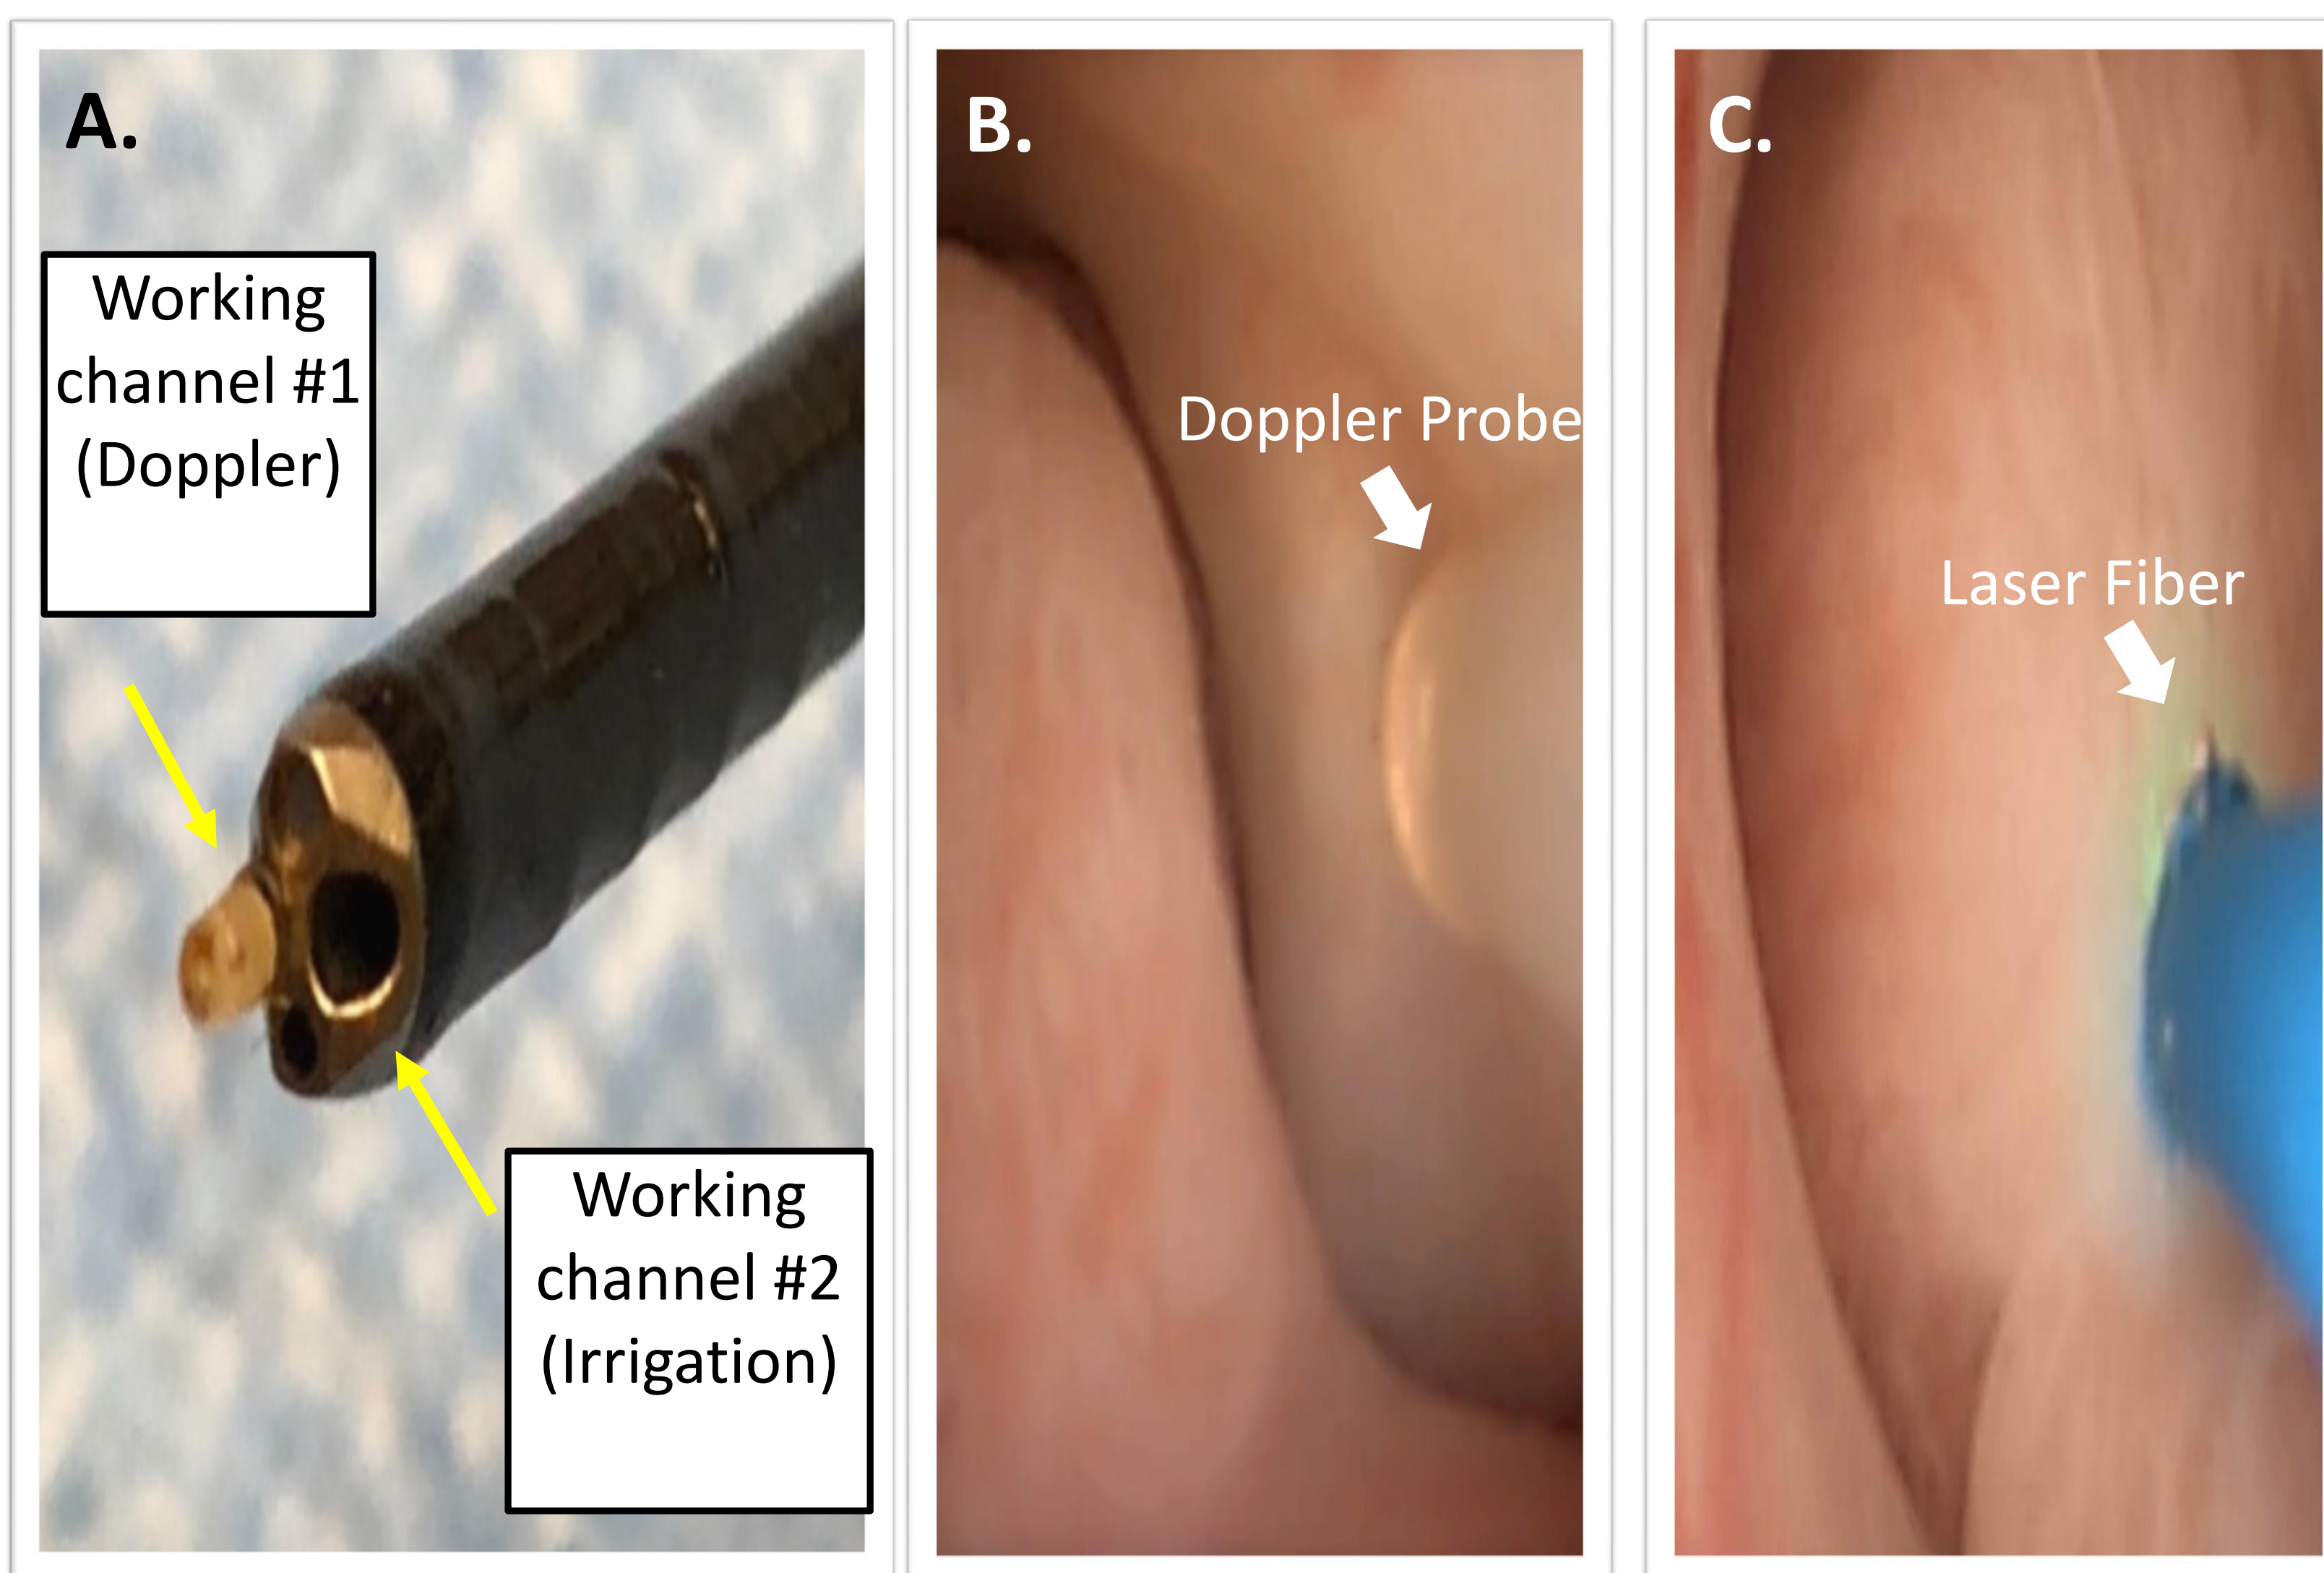 A.
Working
channel #1
(Doppler)
Working
channel #2
(Irrigation)
B.
Doppler Probe
C.
Laser Fiber